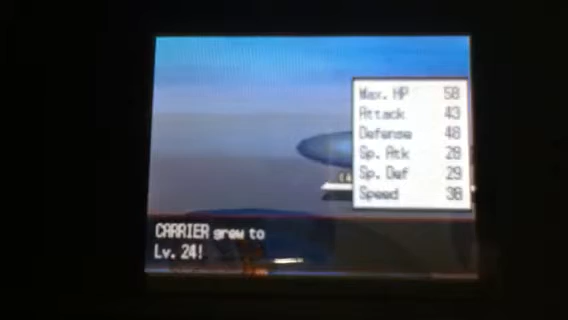 Max. HP 58
Attack 43
Defense 48
Sp. Atk 28
Sp. Def 29
Speed 38
CARRIER grew to
Lv. 24!